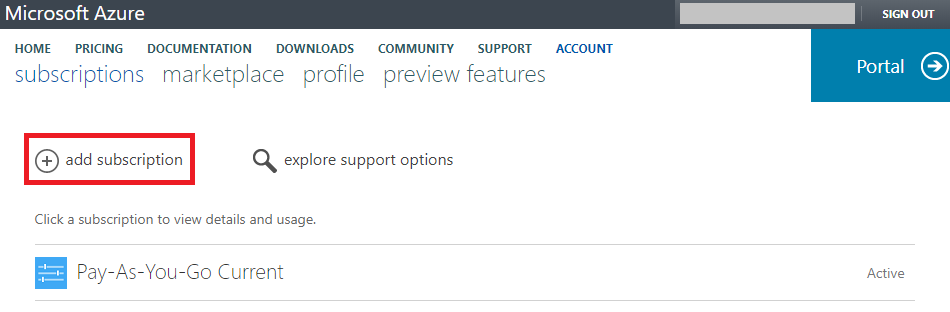 Microsoft Azure SIGN OUT
HOME PRICING DOCUMENTATION DOWNLOADS COMMUNITY SUPPORT ACCOUNT
subscriptions marketplace profile preview features
Portal
add subscription explore support options
Click a subscription to view details and usage.
Pay-As-You-Go Current Active